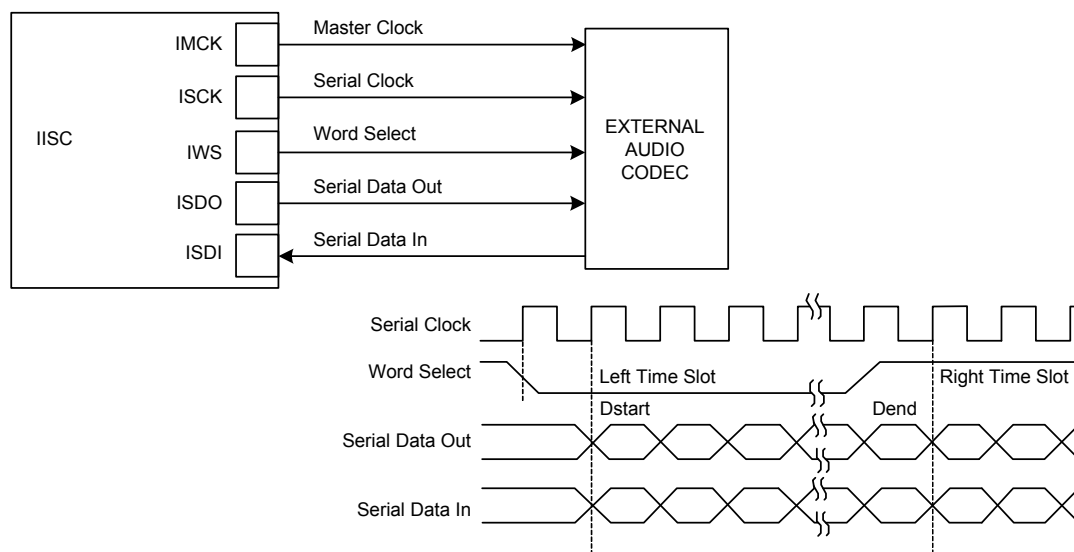 IISC
IMCK
Master Clock
ISCK
Serial Clock
IWS
Word Select
ISDO
Serial Data Out
ISDI
Serial Data In
EXTERNAL
AUDIO
CODEC
Serial Clock
Word Select
Left Time Slot
Right Time Slot
Dstart
Dend
Serial Data Out
Serial Data In